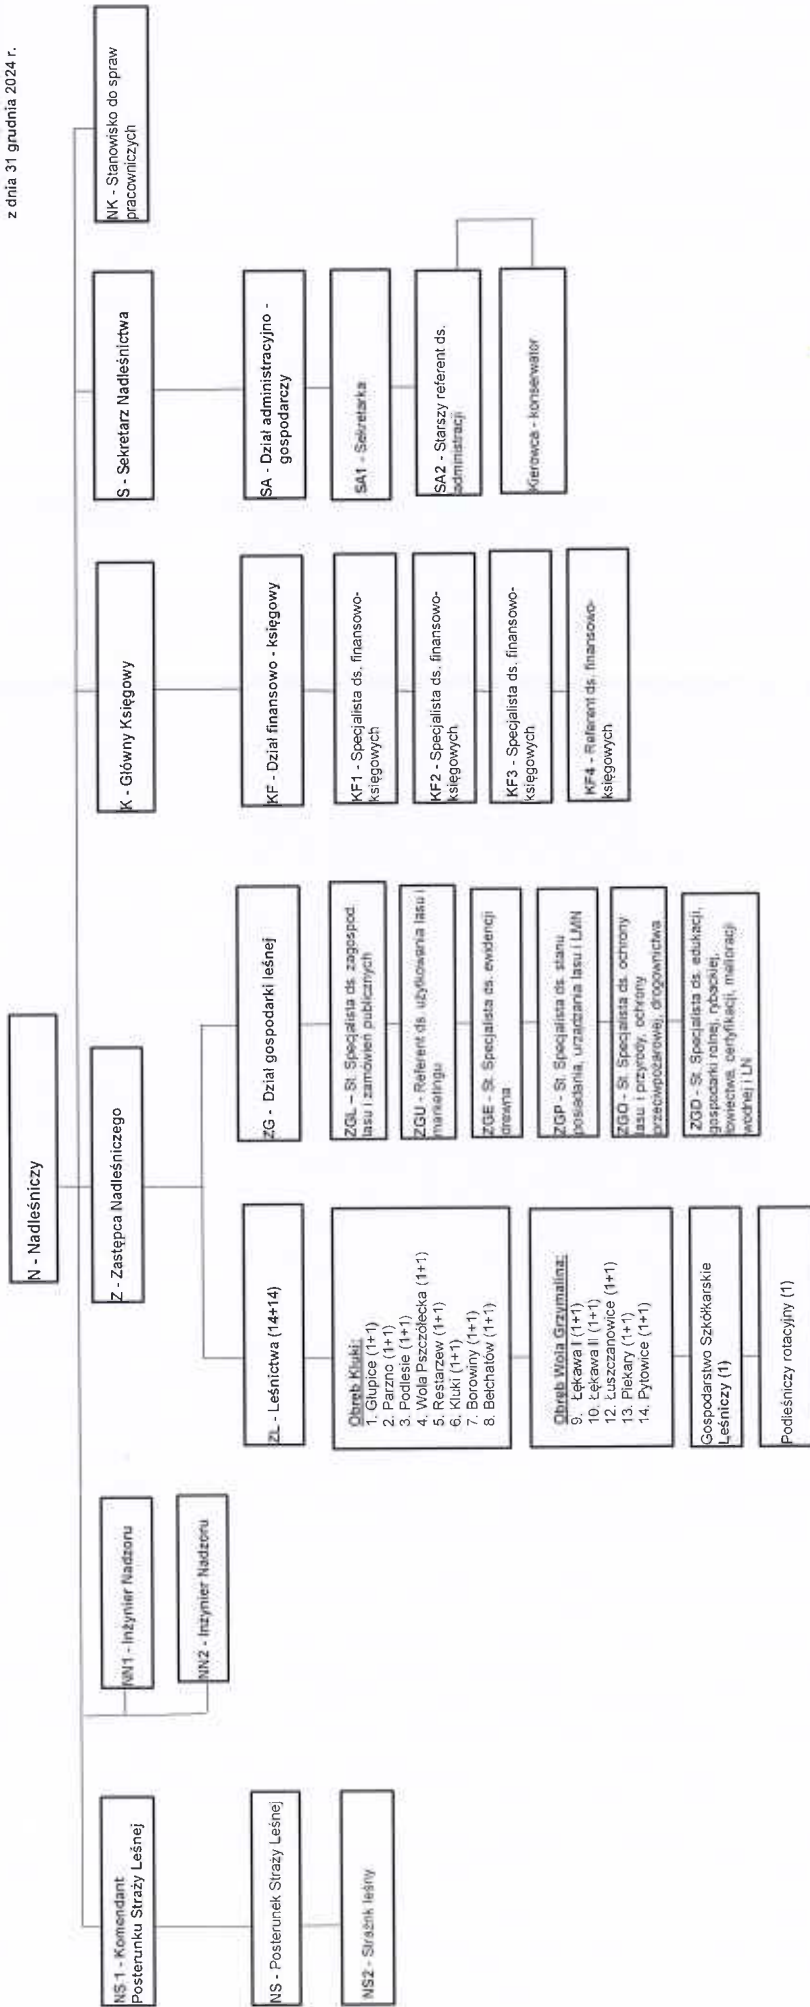 z dnia 31 grudnia 2024 r.
N - Nadleśniczy
NS 1 - Komendant
Posterunku Straży Leśnej
NS - Posterunek Straży Leśnej
NS2 - Strażnik leśny
NN1 - Inżynier Nadzoru
NN2 - Inżynier Nadzoru
Z - Zastępca Nadleśniczego
ZL - Leśnictwa (14+14)
Obręb Kluki:
1. Głupice (1+1)
2. Parzno (1+1)
3. Podlesie (1+1)
4. Wola Pszczółecka (1+1)
5. Restarzew (1+1)
6. Kluki (1+1)
7. Borowiny (1+1)
8. Bełchatów (1+1)
Obręb Wola Grzymalina:
9. Łękawa I (1+1)
10. Łękawa II (1+1)
12. Łuszczanowice (1+1)
13. Piekary (1+1)
14. Pytowice (1+1)
Gospodarstwo Szkółkarskie
Leśniczy (1)
Podleśniczy rotacyjny (1)
ZG - Dział gospodarki leśnej
ZGL – St. Specjalista ds. zagospod.
lasu i zamówień publicznych
ZGU - Referent ds. użytkowania lasu i
marketingu
ZGE - St. Specjalista ds. ewidencji
drewna
ZGP - St. Specjalista ds. stanu
posiadania, urządzania lasu i LMN
ZGO - St. Specjalista ds. ochrony
lasu i przyrody, ochrony
przeciwpożarowej, drogownictwa
ZGD - St. Specjalista ds. edukacji,
gospodarki rolnej, rybackiej,
łowiectwa, certyfikacji, melioracji
wodnej i LN
K - Główny Księgowy
KF - Dział finansowo - księgowy
KF1 - Specjalista ds. finansowo-
księgowych
KF2 - Specjalista ds. finansowo-
księgowych
KF3 - Specjalista ds. finansowo-
księgowych
KF4 - Referent ds. finansowo-
księgowych
S - Sekretarz Nadleśnictwa
SA - Dział administracyjno -
gospodarczy
SA1 - Sekretarka
SA2 - Starszy referent ds.
administracji
Kierowca - konserwator
NK - Stanowisko do spraw
pracowniczych